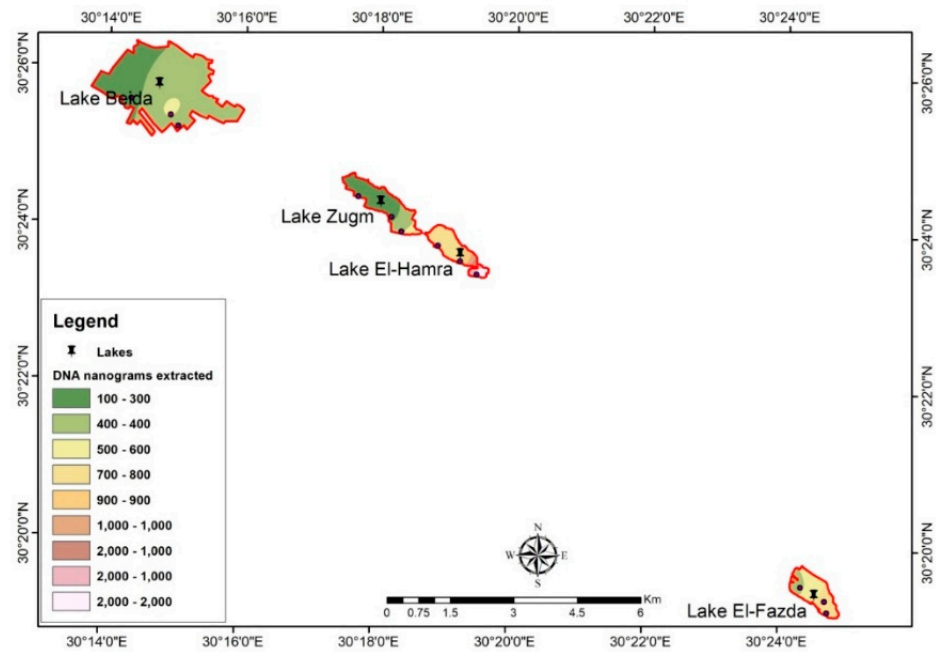 30°14'0"E 30°16'0"E 30°18'0"E 30°20'0"E 30°22'0"E 30°24'0"E
30°26'0"N
30°26'0"N
Lake Beida
30°24'0"N
Lake Zugm
30°24'0"N
Lake El-Hamra
Legend
Lakes
DNA nanograms extracted
100 - 300
400 - 400
500 - 600
700 - 800
900 - 900
1,000 - 1,000
2,000 - 1,000
2,000 - 1,000
2,000 - 2,000
30°22'0"N
30°22'0"N
30°20'0"N
30°20'0"N
N
W E
S
Km
0 0.75 1.5 3 4.5 6
Lake El-Fazda
30°14'0"E 30°16'0"E 30°18'0"E 30°20'0"E 30°22'0"E 30°24'0"E